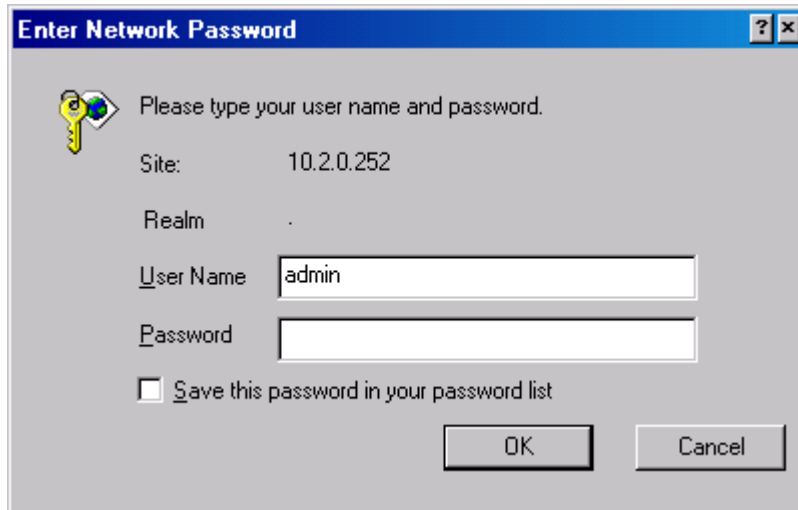 Enter Network Password
Please type your user name and password.
Site: 10.2.0.252
Realm .
User Name admin
Password
Save this password in your password list
OK Cancel